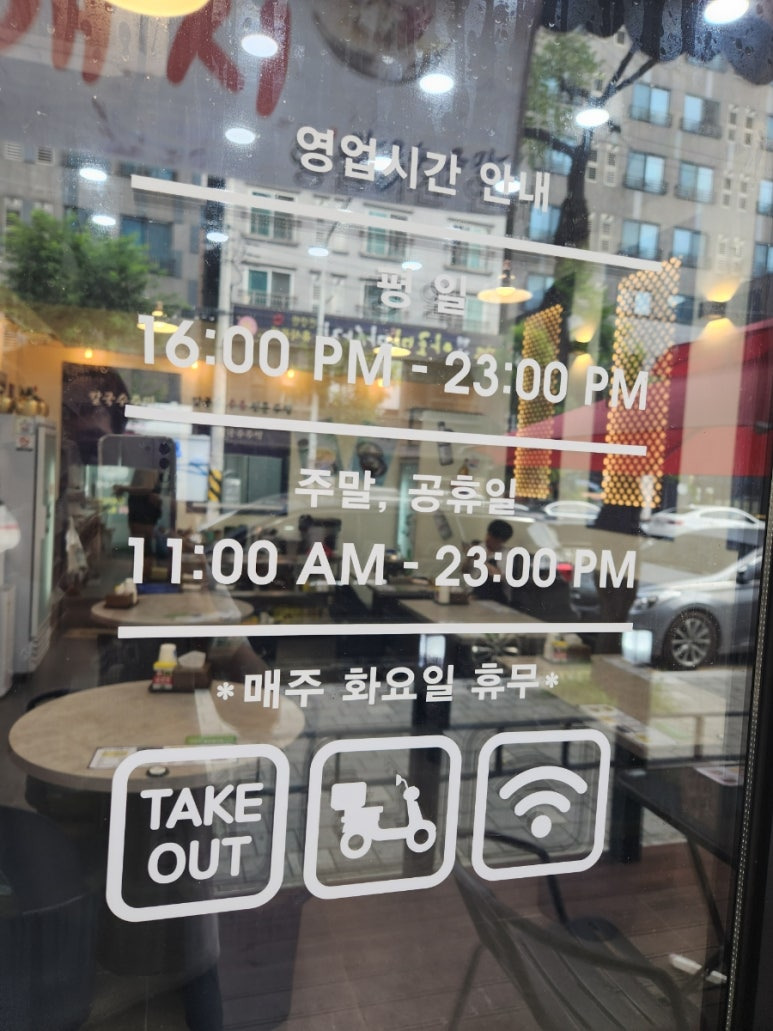 영업시간 안내
평 일
16:00 PM - 23:00 PM
주말, 공휴일
11:00 AM - 23:00 PM
*매주 화요일 휴무*
TAKE
OUT